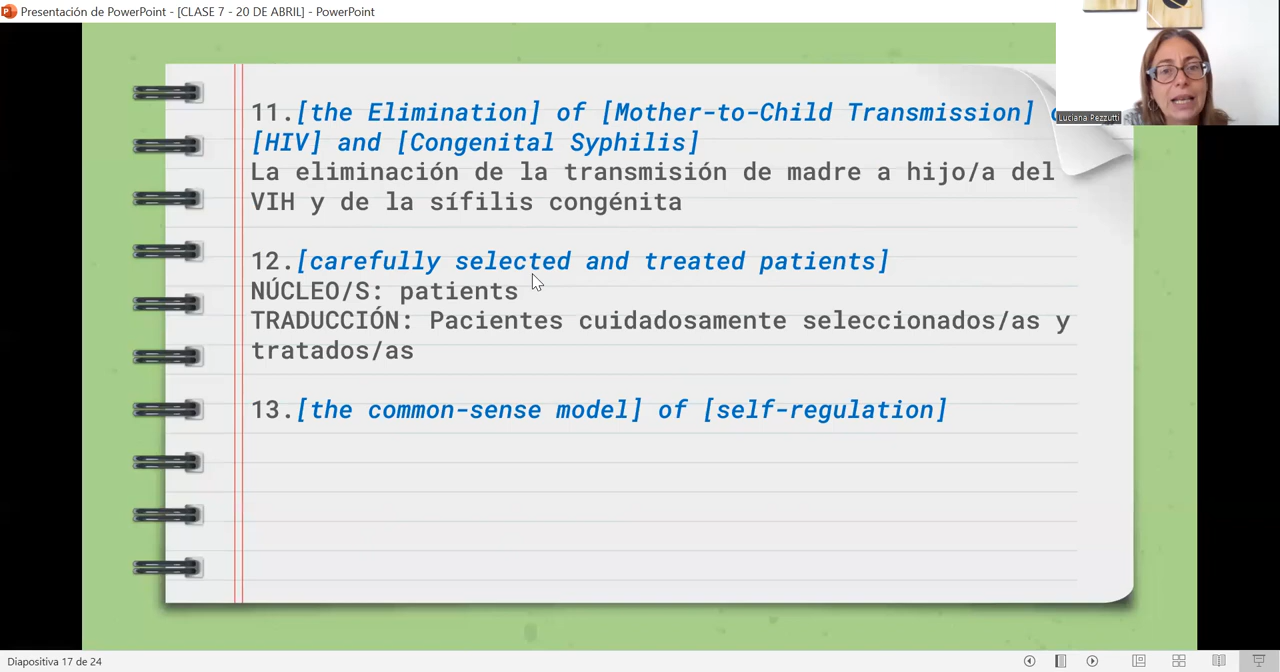 Presentación de PowerPoint - [CLASE 7 - 20 DE ABRIL] - PowerPoint
Luciana Pezzutti
11.[the Elimination] of [Mother-to-Child Transmission]
[HIV] and [Congenital Syphilis]
La eliminación de la transmisión de madre a hijo/a del
VIH y de la sífilis congénita
12.[carefully selected and treated patients]
NÚCLEO/S: patients
TRADUCCIÓN: Pacientes cuidadosamente seleccionados/as y
tratados/as
13.[the common-sense model] of [self-regulation]
Diapositiva 17 de 24